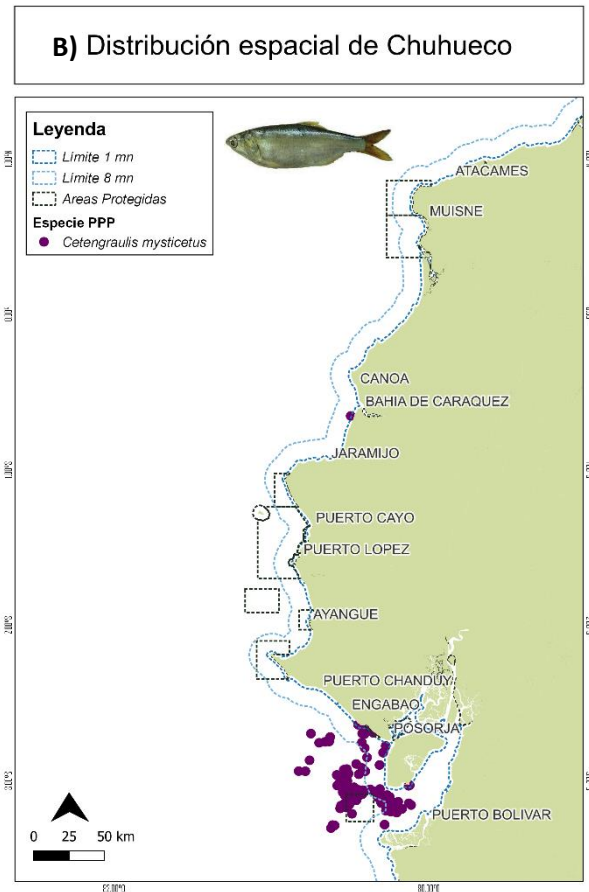 B) Distribución espacial de Chuhueco
Leyenda
Límite 1 mn
Límite 8 mn
Areas Protegidas
Especie PPP
Cetengraulis mysticetus
ATACAMES
MUISNE
CANOA
BAHIA DE CARAQUEZ
JARAMIJO
PUERTO CAYO
PUERTO LOPEZ
AYANGUE
PUERTO CHANDUY
ENGABAO
POSORJA
PUERTO BOLIVAR
0 25 50 km